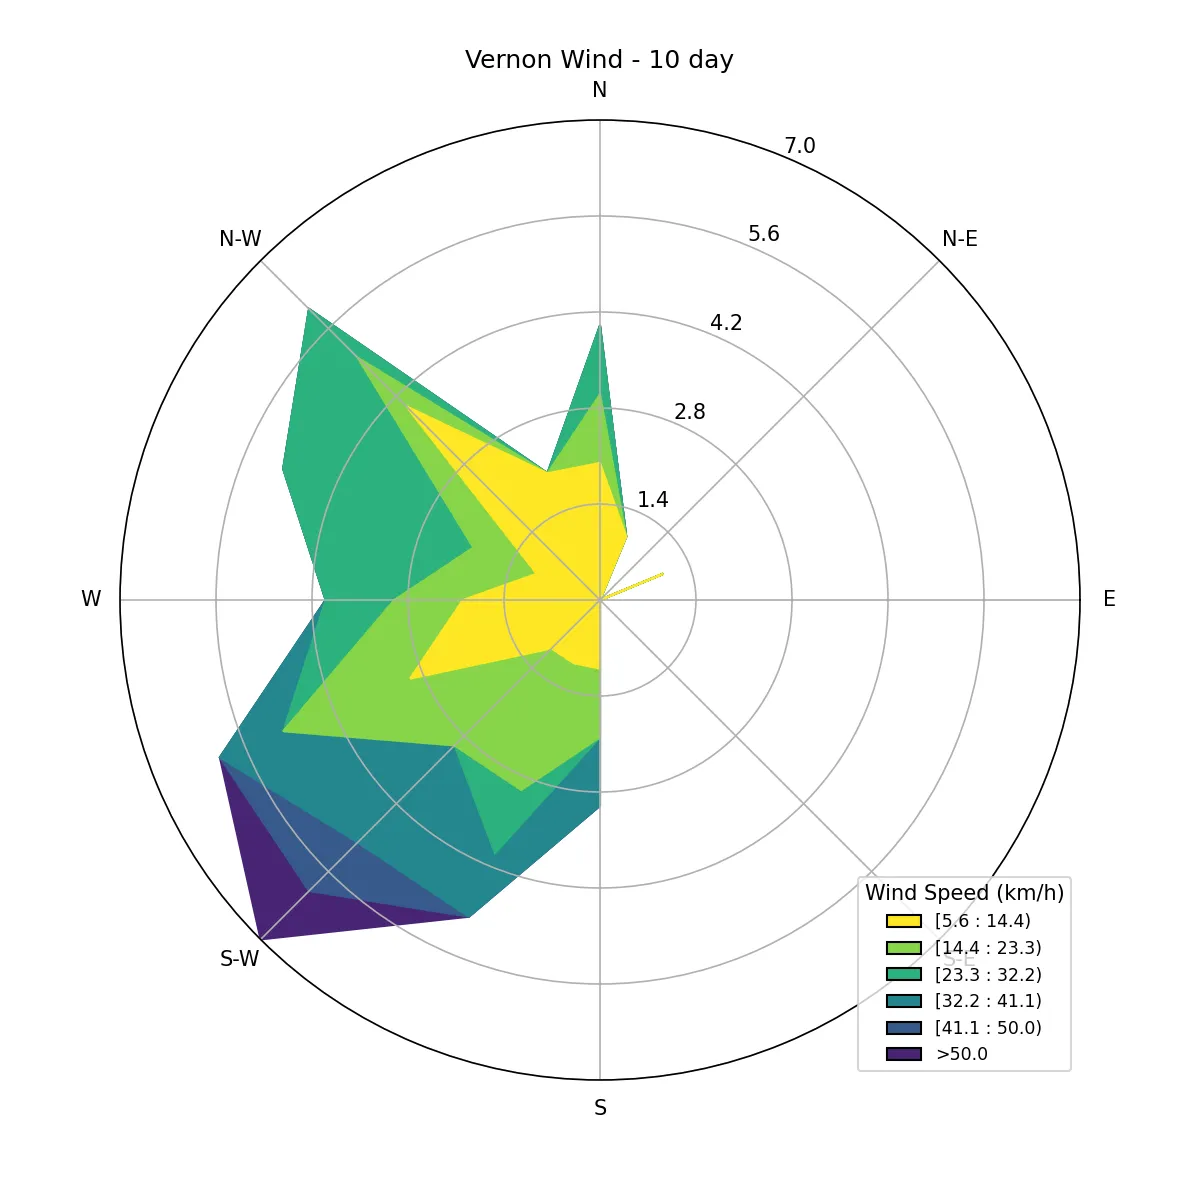 Vernon Wind - 10 day
N
7.0
N-W
5.6
N-E
4.2
2.8
1.4
W
E
S-W
S-E
S
Wind Speed (km/h)
[5.6 : 14.4)
[14.4 : 23.3)
[23.3 : 32.2)
[32.2 : 41.1)
[41.1 : 50.0)
>50.0